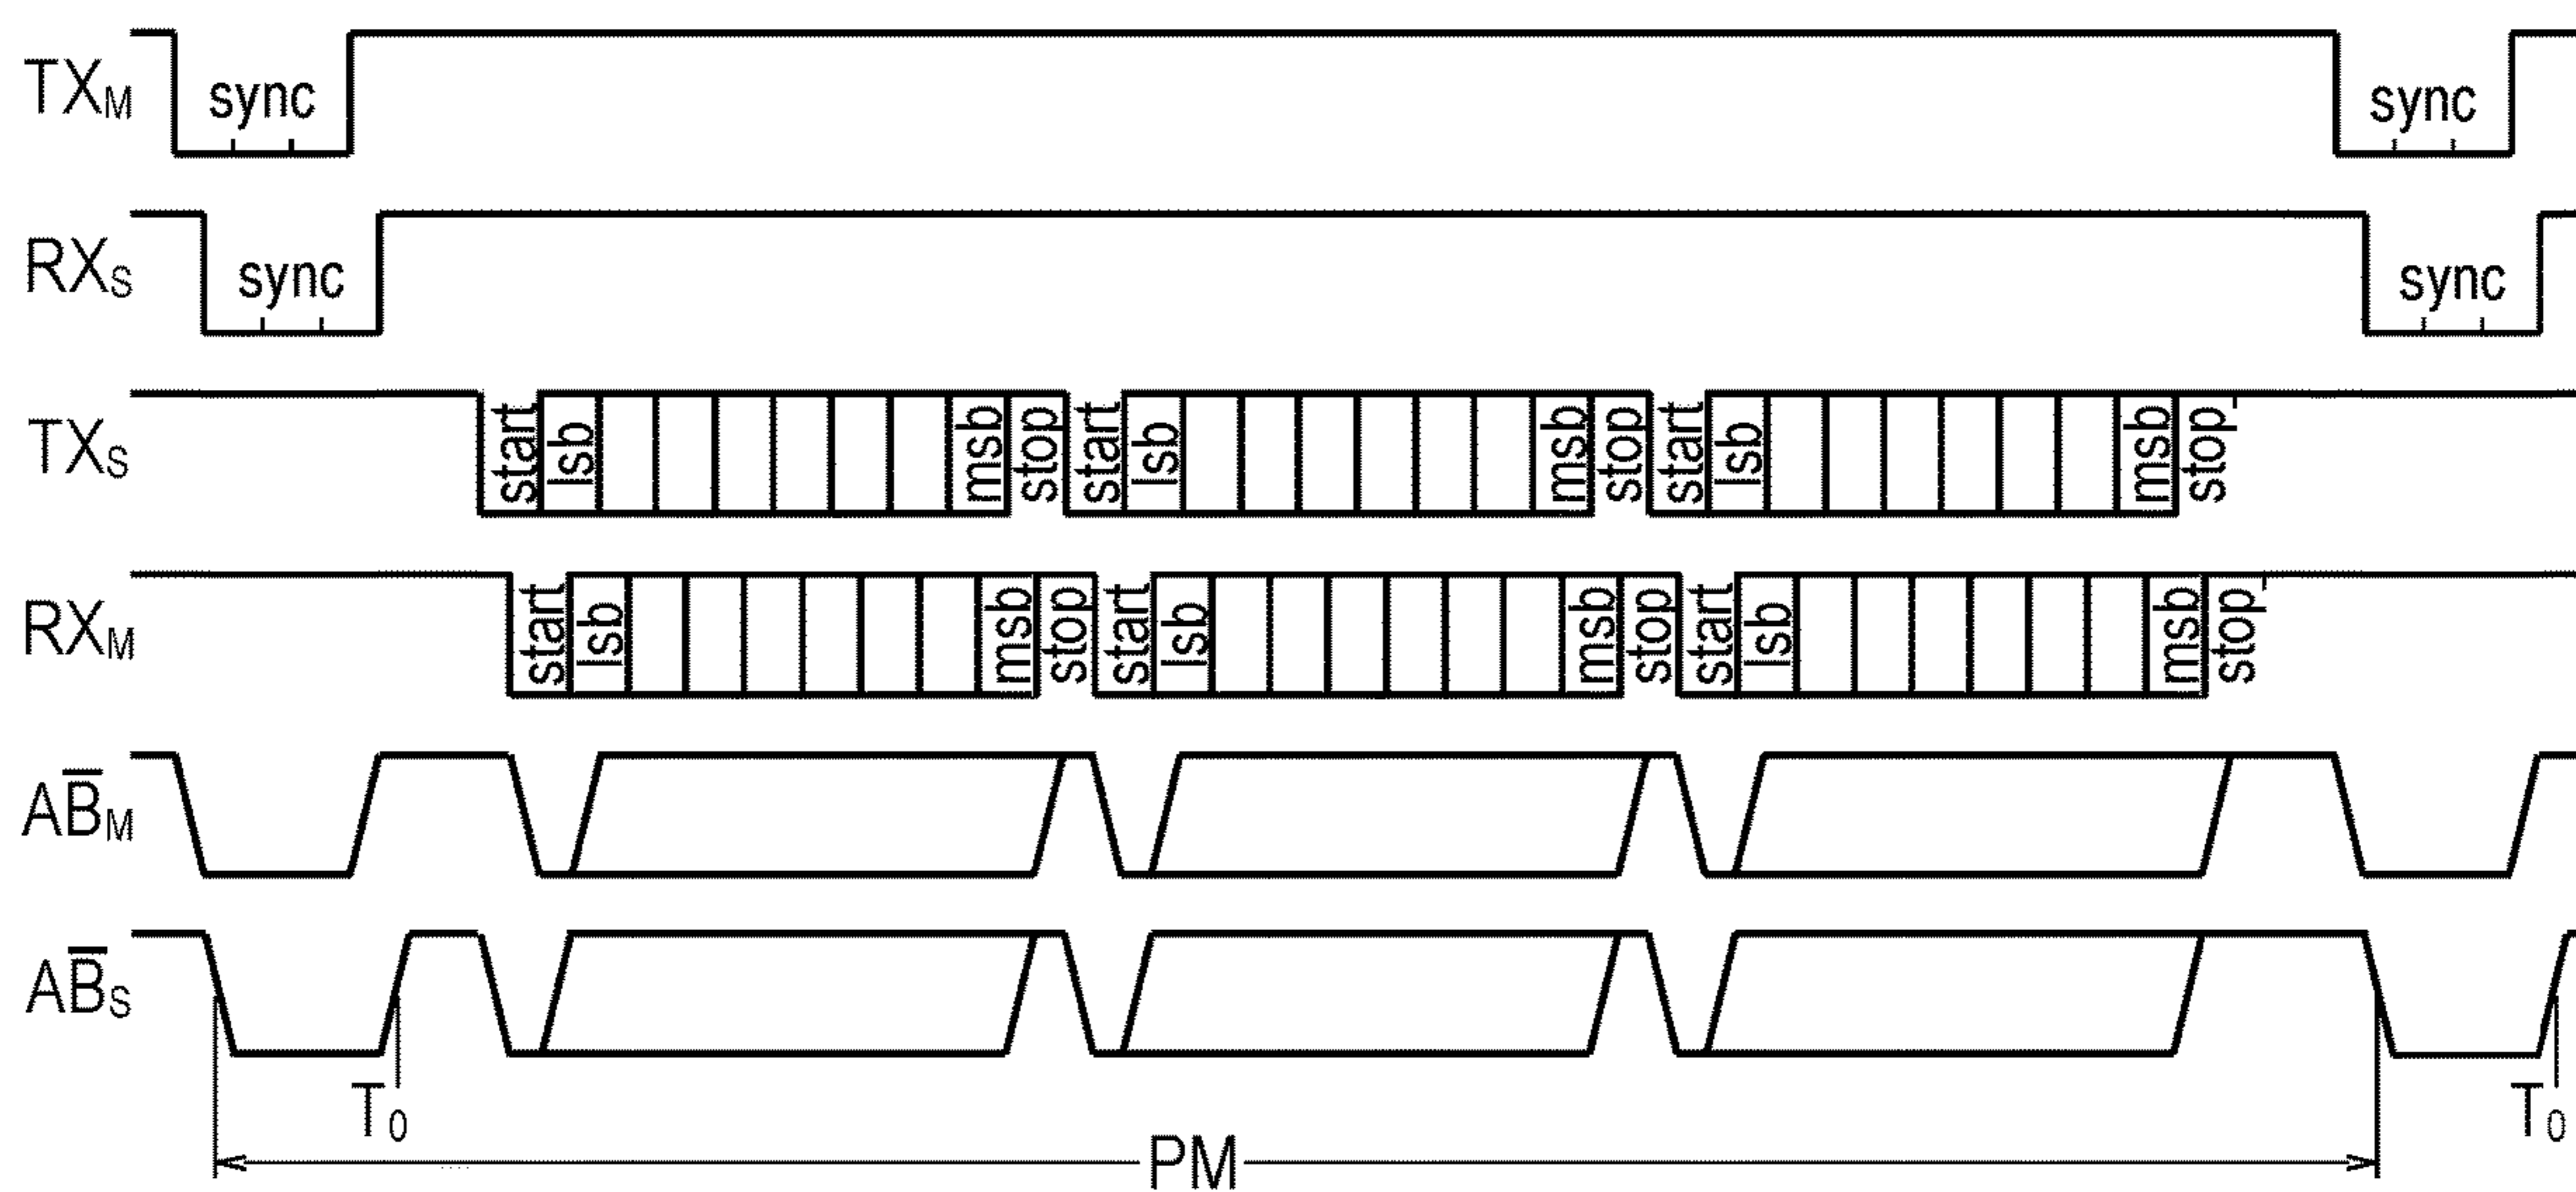 TXM sync sync
RXS sync sync
TXS start lsb msb stop start lsb msb stop start lsb msb stop
RXM start lsb msb stop start lsb msb stop start lsb msb stop
AB̅M
AB̅S
T0 T0
PM